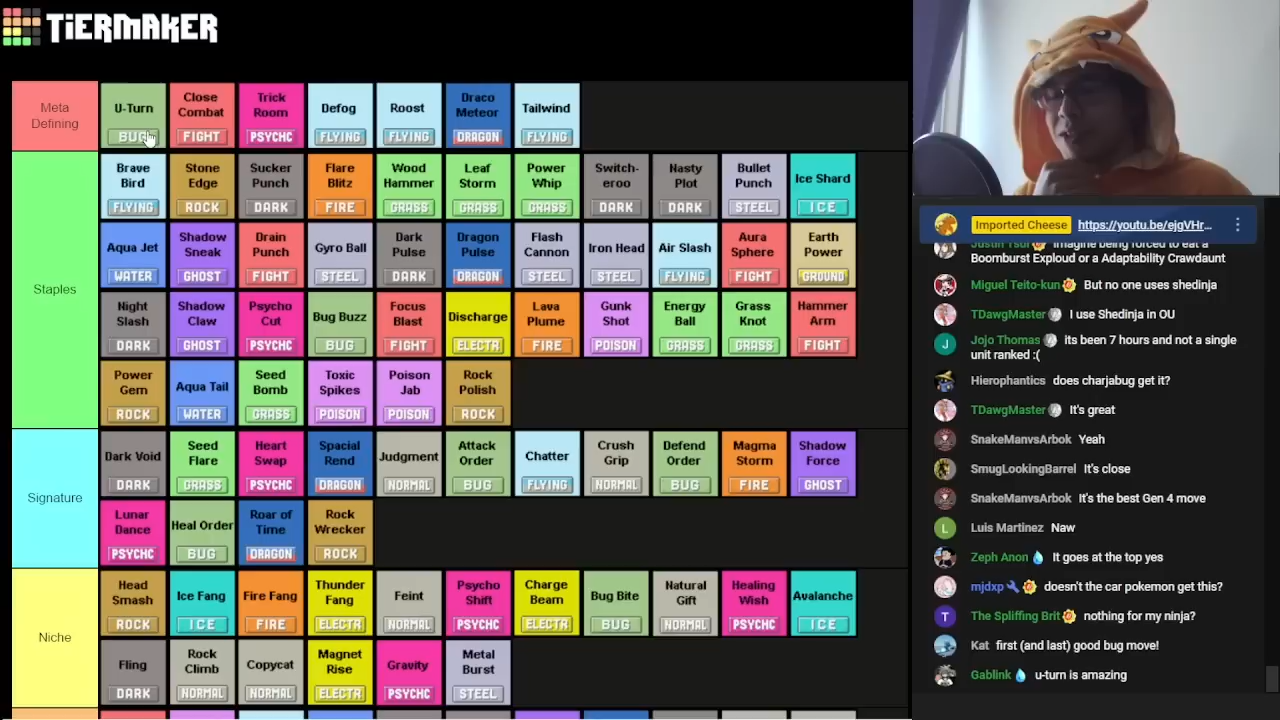 TIERMAKER
Meta Defining
U-Turn BUG
Close Combat FIGHT
Trick Room PSYCHC
Defog FLYING
Roost FLYING
Draco Meteor DRAGON
Tailwind FLYING
Staples
Brave Bird FLYING
Stone Edge ROCK
Sucker Punch DARK
Flare Blitz FIRE
Wood Hammer GRASS
Leaf Storm GRASS
Power Whip GRASS
Switch-eroo DARK
Nasty Plot DARK
Bullet Punch STEEL
Ice Shard ICE
Aqua Jet WATER
Shadow Sneak GHOST
Drain Punch FIGHT
Gyro Ball STEEL
Dark Pulse DARK
Dragon Pulse DRAGON
Flash Cannon STEEL
Iron Head STEEL
Air Slash FLYING
Aura Sphere FIGHT
Earth Power GROUND
Night Slash DARK
Shadow Claw GHOST
Psycho Cut PSYCHC
Bug Buzz BUG
Focus Blast FIGHT
Discharge ELECTR
Lava Plume FIRE
Gunk Shot POISON
Energy Ball GRASS
Grass Knot GRASS
Hammer Arm FIGHT
Power Gem ROCK
Aqua Tail WATER
Seed Bomb GRASS
Toxic Spikes POISON
Poison Jab POISON
Rock Polish ROCK
Signature
Dark Void DARK
Seed Flare GRASS
Heart Swap PSYCHC
Spacial Rend DRAGON
Judgment NORMAL
Attack Order BUG
Chatter FLYING
Crush Grip NORMAL
Defend Order BUG
Magma Storm FIRE
Shadow Force GHOST
Lunar Dance PSYCHC
Heal Order BUG
Roar of Time DRAGON
Rock Wrecker ROCK
Niche
Head Smash ROCK
Ice Fang ICE
Fire Fang FIRE
Thunder Fang ELECTR
Feint NORMAL
Psycho Shift PSYCHC
Charge Beam ELECTR
Bug Bite BUG
Natural Gift NORMAL
Healing Wish PSYCHC
Avalanche ICE
Fling DARK
Rock Climb NORMAL
Copycat NORMAL
Magnet Rise ELECTR
Gravity PSYCHC
Metal Burst STEEL
Imported Cheese https://youtu.be/ejgVHr...
Imagine being forced to eat a
Boomburst Exploud or a Adaptability Crawdaunt
Miguel Teito-kun But no one uses shedinja
TDawgMaster I use Shedinja in OU
Jojo Thomas its been 7 hours and not a single
unit ranked :(
Hierophantics does charjabug get it?
TDawgMaster It's great
SnakeManvsArbok Yeah
SmugLookingBarrel It's close
SnakeManvsArbok It's the best Gen 4 move
Luis Martinez Naw
Zeph Anon It goes at the top yes
mjdxp doesn't the car pokemon get this?
The Spliffing Brit nothing for my ninja?
Kat first (and last) good bug move!
Gablink u-turn is amazing